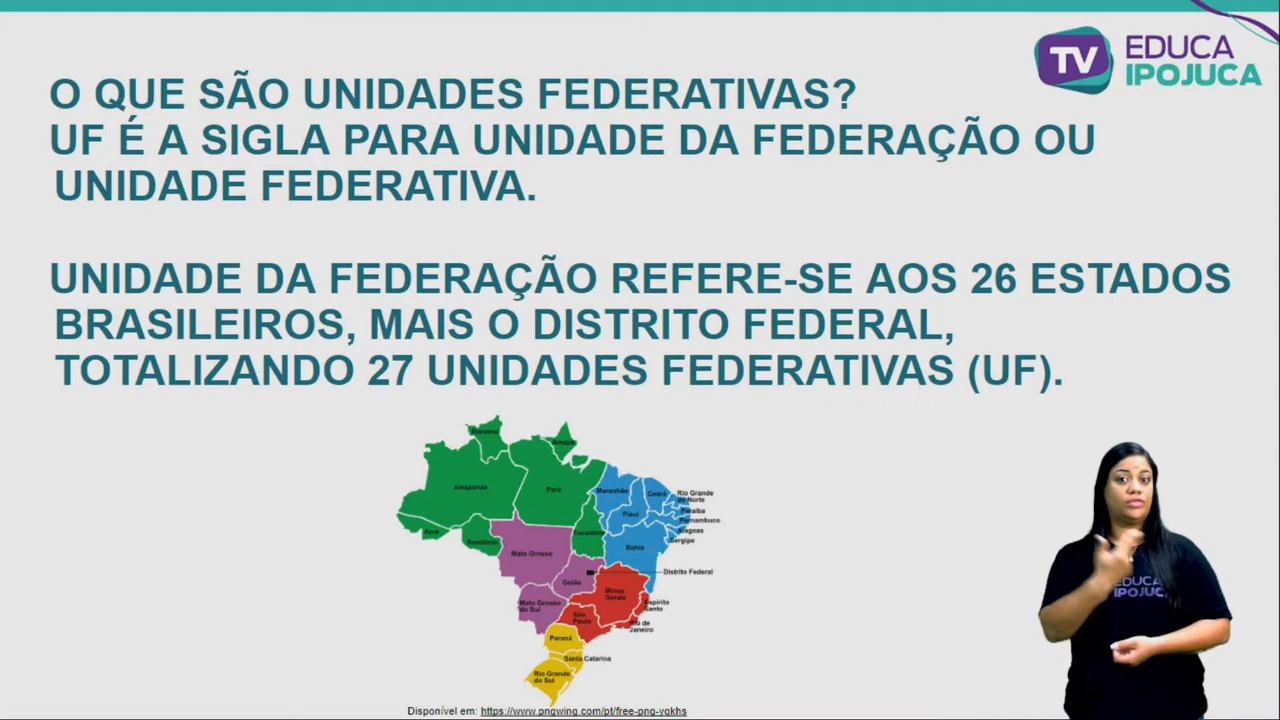 TV EDUCA
IPOJUCA
O QUE SÃO UNIDADES FEDERATIVAS?
UF É A SIGLA PARA UNIDADE DA FEDERAÇÃO OU
UNIDADE FEDERATIVA.
UNIDADE DA FEDERAÇÃO REFERE-SE AOS 26 ESTADOS
BRASILEIROS, MAIS O DISTRITO FEDERAL,
TOTALIZANDO 27 UNIDADES FEDERATIVAS (UF).
Roraima
Amapá
Amazonas
Pará
Maranhão
Ceará
Rio Grande
do Norte
Paraíba
Piauí
Pernambuco
Acre
Rondônia
Tocantins
Alagoas
Sergipe
Mato Grosso
Bahia
Distrito Federal
Goiás
Minas
Gerais
Mato Grosso
do Sul
Espírito
Santo
São
Paulo
Rio de
Janeiro
Paraná
Santa Catarina
Rio Grande
do Sul
EDUCA
IPOJUCA
Disponível em: https://www.pngwing.com/pt/free-png-vgkhs